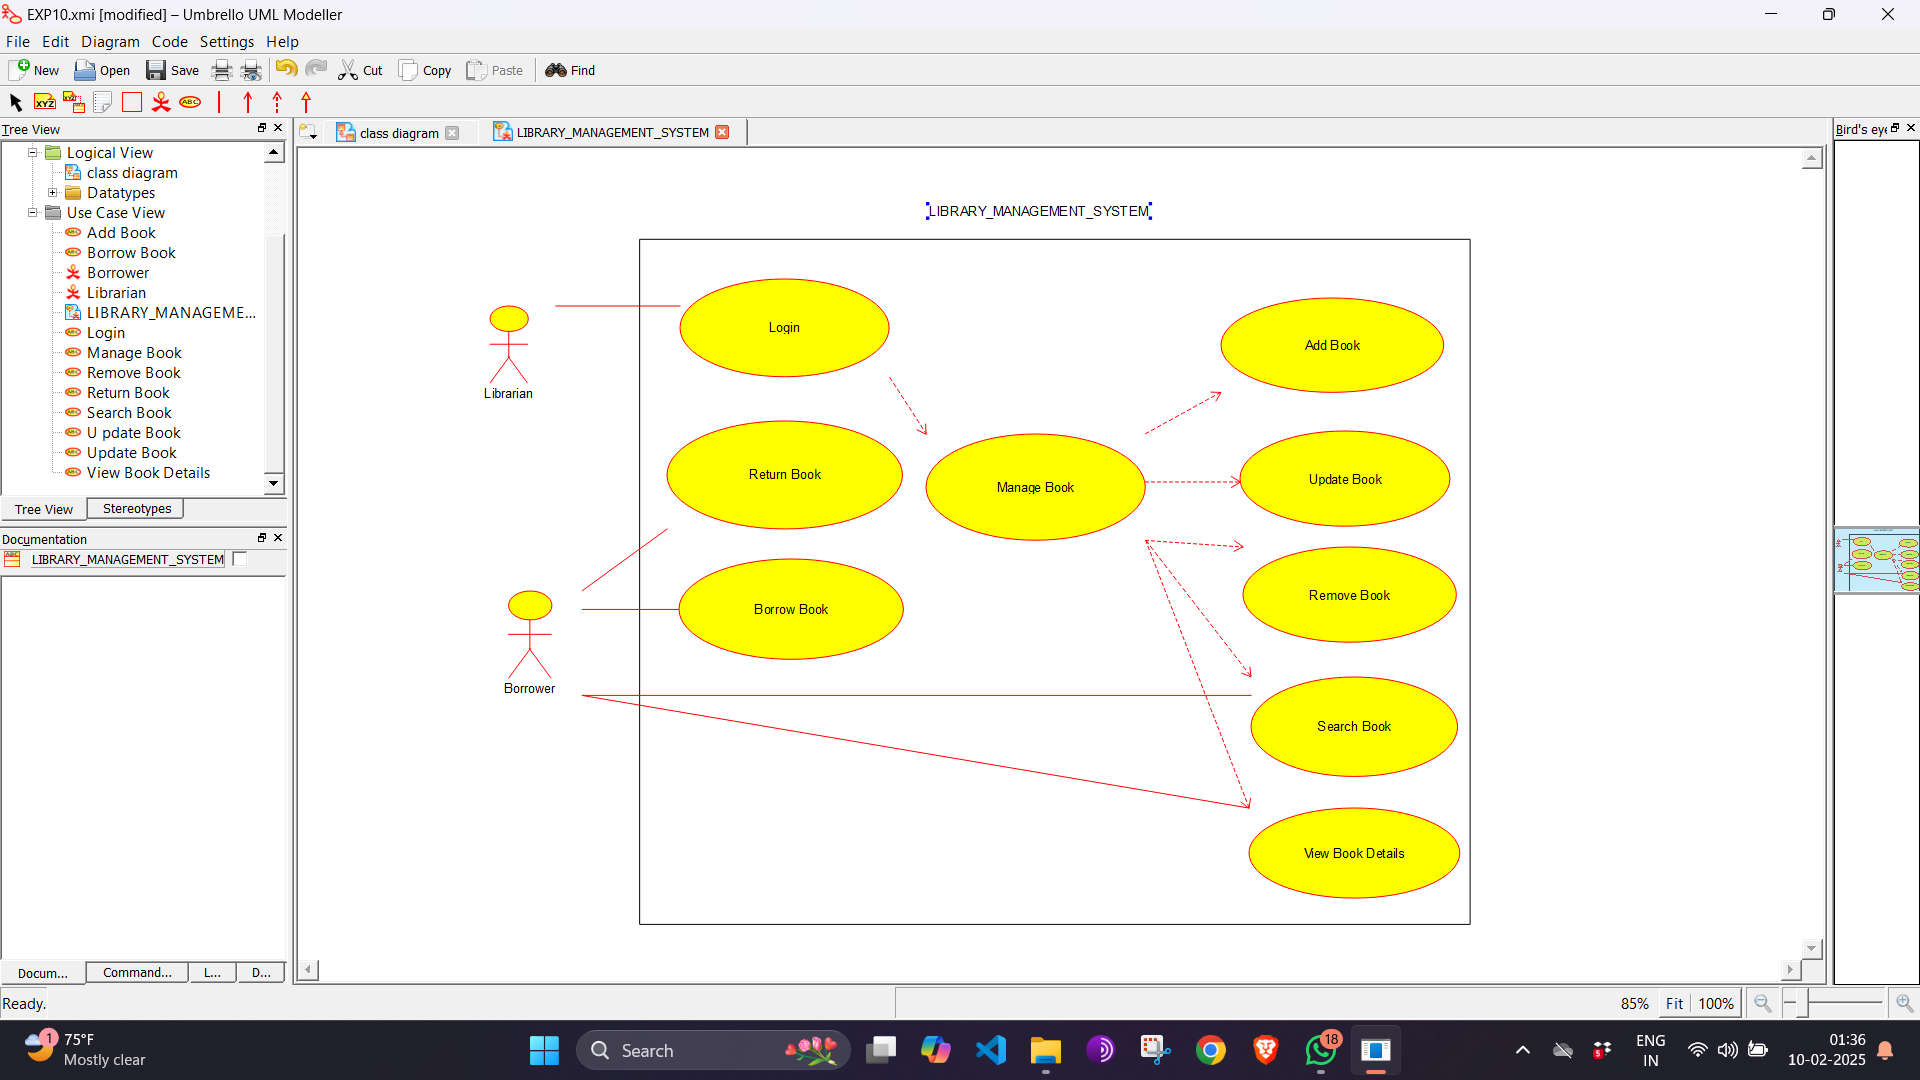 EXP10.xmi [modified] – Umbrello UML Modeller
File Edit Diagram Code Settings Help
New Open Save Cut Copy Paste Find
XYZ XYZ ABC
Tree View
class diagram LIBRARY_MANAGEMENT_SYSTEM
Bird's eye
Logical View
class diagram
Datatypes
Use Case View
Add Book
Borrow Book
Borrower
Librarian
LIBRARY_MANAGEME...
Login
Manage Book
Remove Book
Return Book
Search Book
U pdate Book
Update Book
View Book Details
Tree View Stereotypes
Documentation
LIBRARY_MANAGEMENT_SYSTEM
Docum... Command... L... D...
LIBRARY_MANAGEMENT_SYSTEM
Login
Add Book
Librarian
Return Book
Manage Book
Update Book
Borrow Book
Remove Book
Borrower
Search Book
View Book Details
Ready.
85% Fit 100%
1
75°F
Mostly clear
Search
18
5
ENG
IN
01:36
10-02-2025